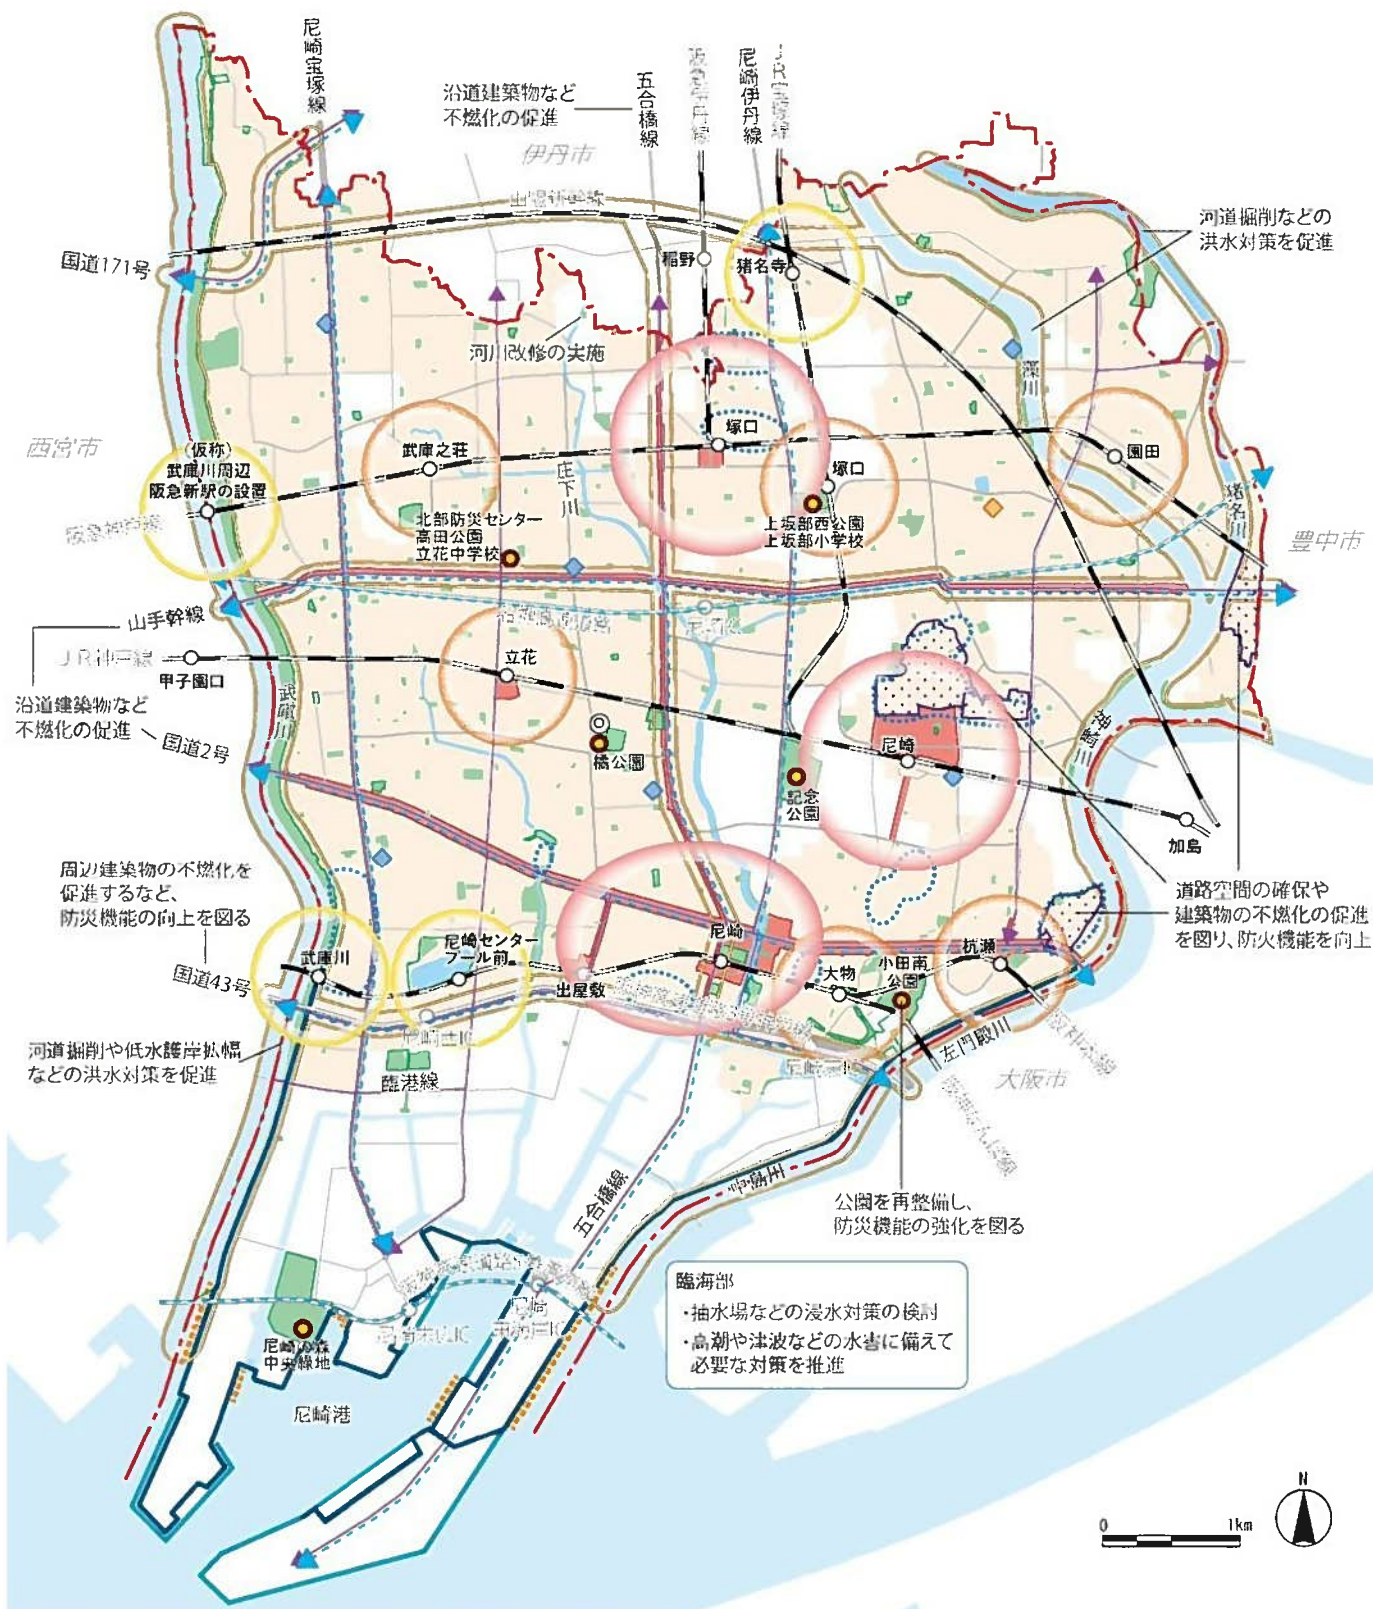 尼崎宝塚線
沿道建築物など
不燃化の促進
五合橋線
尼崎伊丹線
伊丹市
山陽新幹線
国道171号
稲野
猪名寺
河道掘削などの
洪水対策を促進
河川改修の実施
藻川
西宮市
(仮称)
武庫川周辺
阪急新駅の設置
阪急神戸線
武庫之荘
塚口
塚口
園田
庄下川
猪名川
豊中市
北部防災センター
高田公園
立花中学校
上坂部西公園
上坂部小学校
山手幹線
JR神戸線
甲子園口
立花
沿道建築物など
不燃化の促進
国道2号
武庫川
橘公園
記念
公園
尼崎
神崎川
加島
周辺建築物の不燃化を
促進するなど、
防災機能の向上を図る
道路空間の確保や
建築物の不燃化の促進
を図り、防火機能を向上
国道43号
武庫川
尼崎センター
プール前
出屋敷
尼崎
大物
小田南
公園
杭瀬
阪神本線
左門殿川
大阪市
河道掘削や低水護岸拡幅
などの洪水対策を促進
臨港線
五合橋線
中島川
公園を再整備し、
防災機能の強化を図る
臨海部
・抽水場などの浸水対策の検討
・高潮や津波などの水害に備えて
必要な対策を推進
尼崎の森
中央緑地
尼崎港
0 1km
N